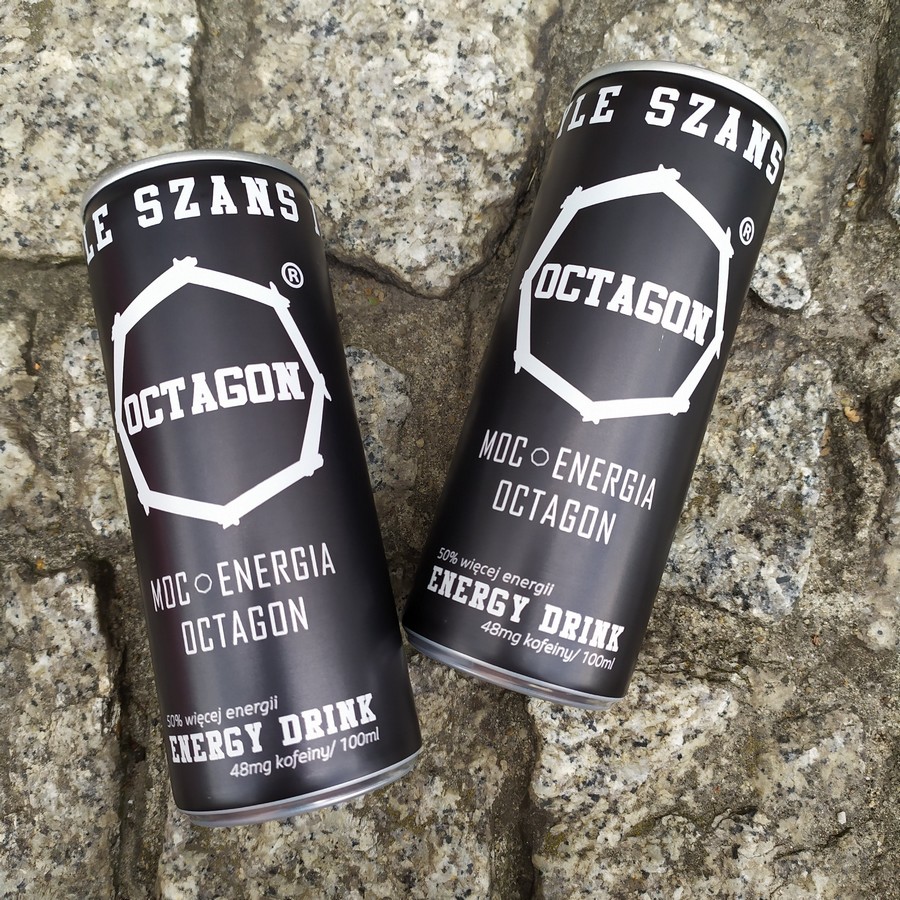 LE SZANS
®
OCTAGON
MOC ENERGIA
OCTAGON
50% więcej energii
ENERGY DRINK
48mg kofeiny/ 100ml
YLE SZANS
®
OCTAGON
MOC ENERGIA
OCTAGON
50% więcej energii
ENERGY DRINK
48mg kofeiny/ 100ml